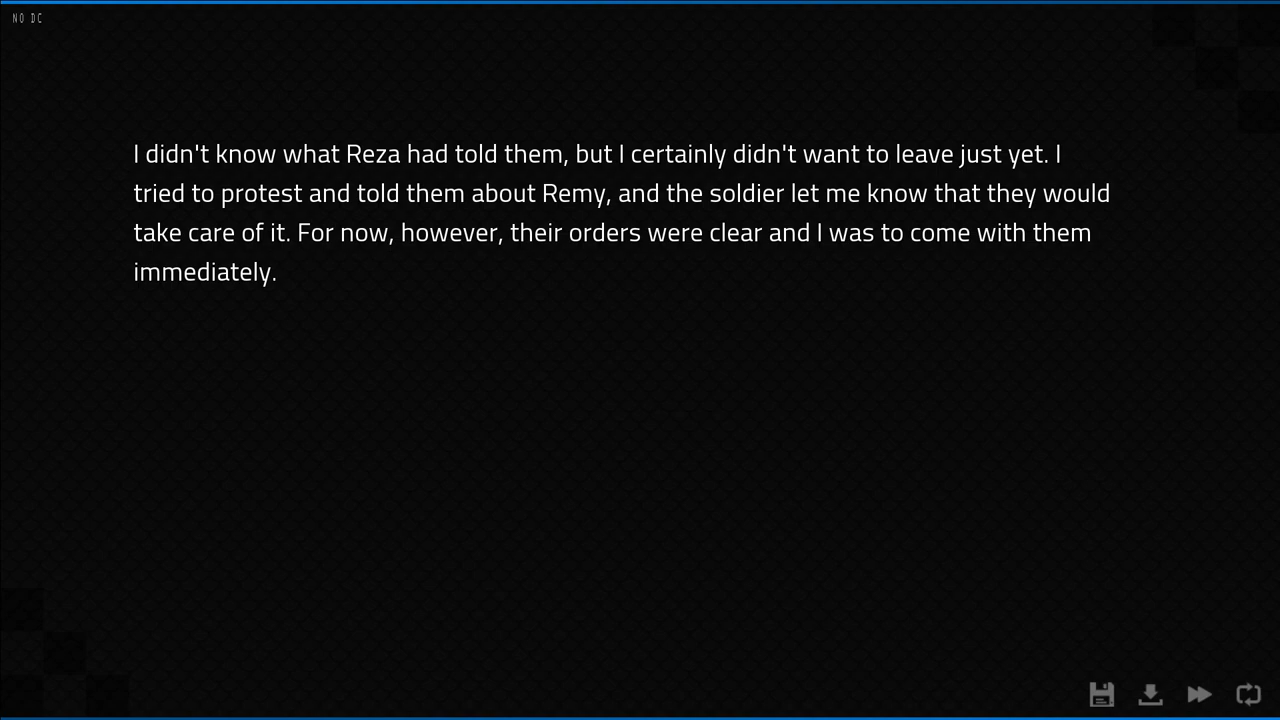 NO DC
I didn't know what Reza had told them, but I certainly didn't want to leave just yet. I
tried to protest and told them about Remy, and the soldier let me know that they would
take care of it. For now, however, their orders were clear and I was to come with them
immediately.